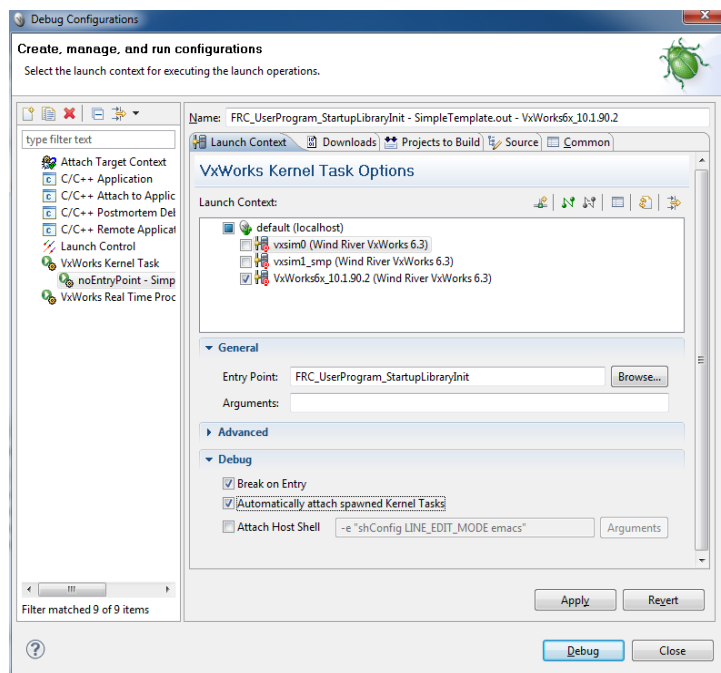 Debug Configurations
Create, manage, and run configurations
Select the launch context for executing the launch operations.
type filter text
Attach Target Context
C/C++ Application
C/C++ Attach to Applic
C/C++ Postmortem Del
C/C++ Remote Applicat
Launch Control
VxWorks Kernel Task
noEntryPoint - Simp
VxWorks Real Time Proc
Filter matched 9 of 9 items
Name: FRC_UserProgram_StartupLibraryInit - SimpleTemplate.out - VxWorks6x_10.1.90.2
Launch Context Downloads Projects to Build Source Common
VxWorks Kernel Task Options
Launch Context:
default (localhost)
vxsim0 (Wind River VxWorks 6.3)
vxsim1_smp (Wind River VxWorks 6.3)
VxWorks6x_10.1.90.2 (Wind River VxWorks 6.3)
General
Entry Point: FRC_UserProgram_StartupLibraryInit Browse...
Arguments:
Advanced
Debug
Break on Entry
Automatically attach spawned Kernel Tasks
Attach Host Shell -e "shConfig LINE_EDIT_MODE emacs" Arguments
Apply Revert
Debug Close